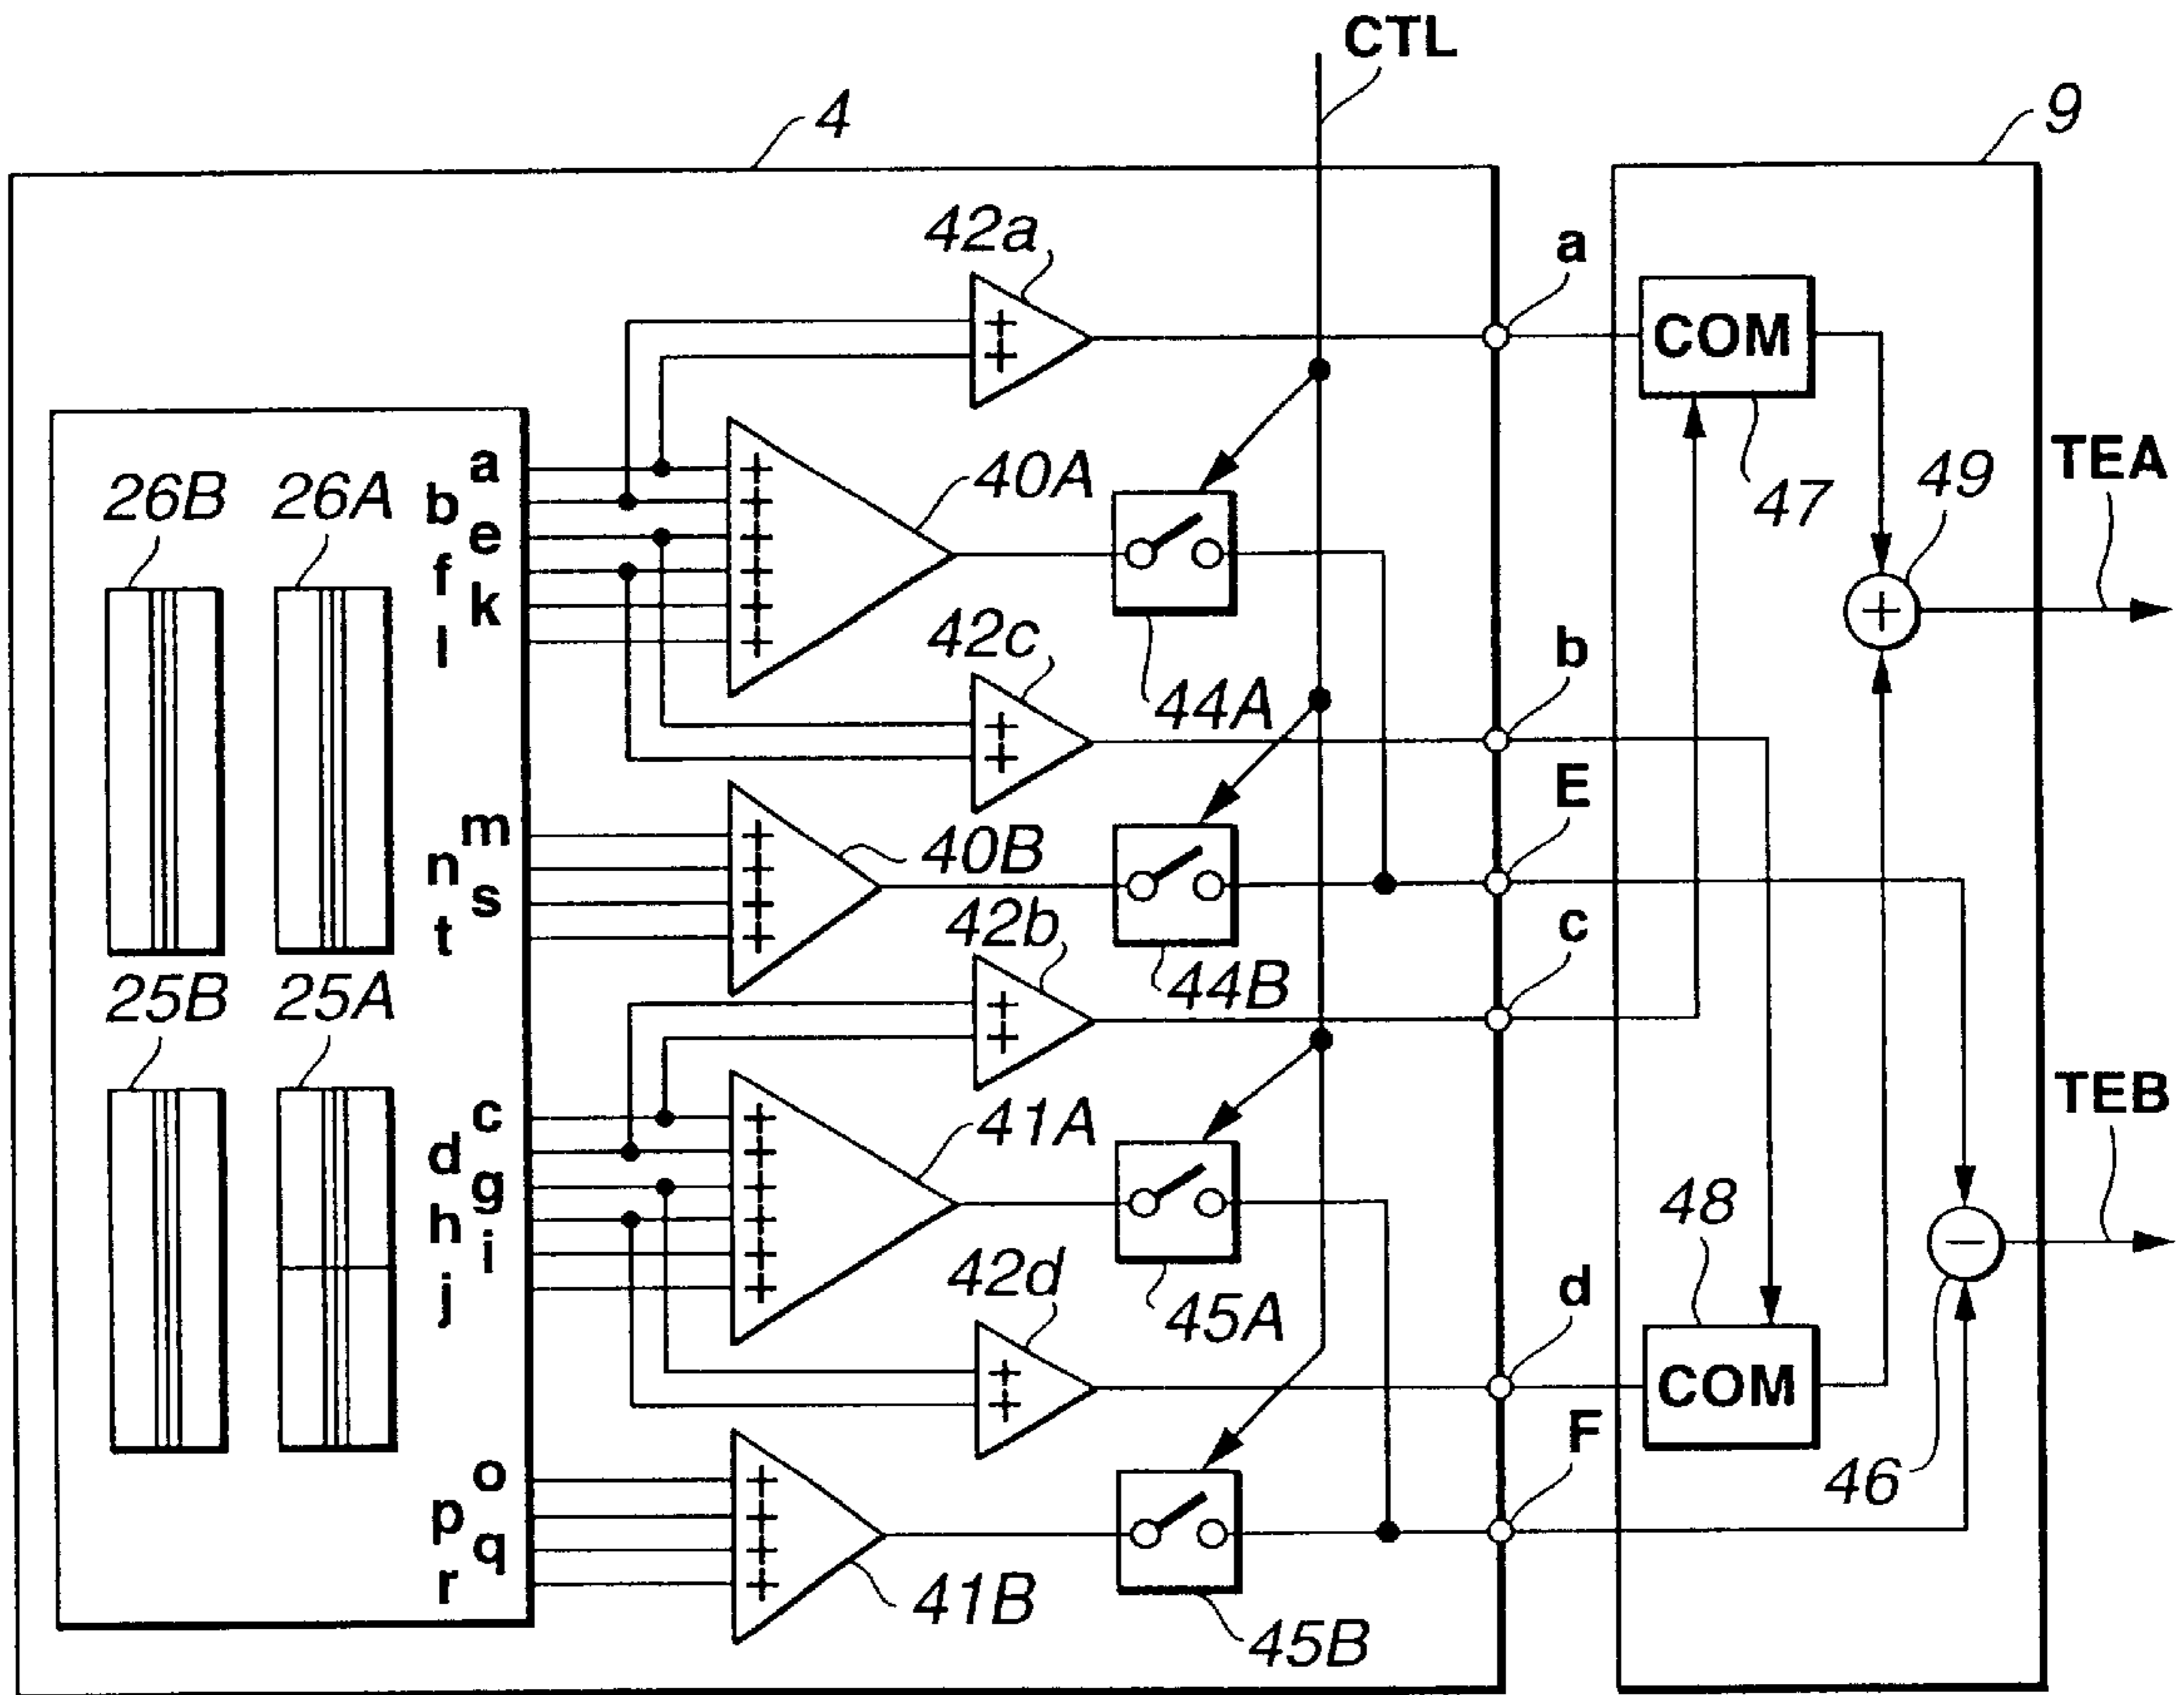 CTL
4
9
42a
a
COM
47
49
TEA
26B
26A
a
b
e
f
k
l
40A
44A
42c
b
E
m
n
s
t
40B
44B
42b
c
25B
25A
c
d
g
h
i
j
41A
45A
42d
d
48
COM
TEB
46
F
o
p
q
r
41B
45B
+
−